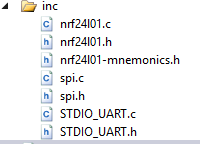 inc
nrf24l01.c
nrf24l01.h
nrf24l01-mnemonics.h
spi.c
spi.h
STDIO_UART.c
STDIO_UART.h